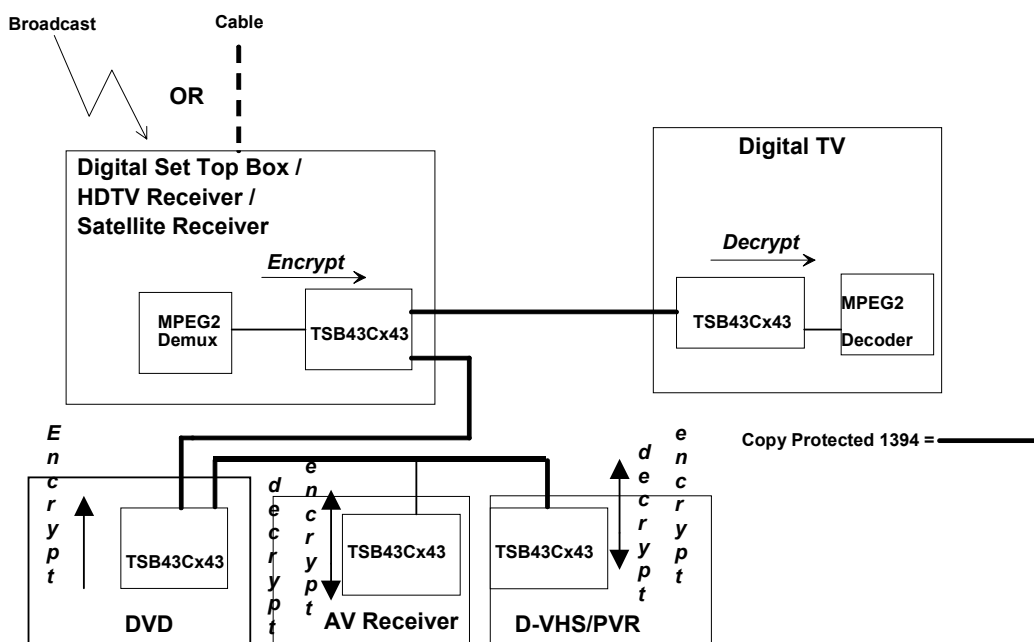 Broadcast
Cable
OR
Digital Set Top Box /
HDTV Receiver /
Satellite Receiver
Encrypt
MPEG2
Demux
TSB43Cx43
Digital TV
Decrypt
TSB43Cx43
MPEG2
Decoder
Copy Protected 1394 =
Encrypt
TSB43Cx43
DVD
decrypt
encrypt
TSB43Cx43
AV Receiver
TSB43Cx43
D-VHS/PVR
decrypt
encrypt